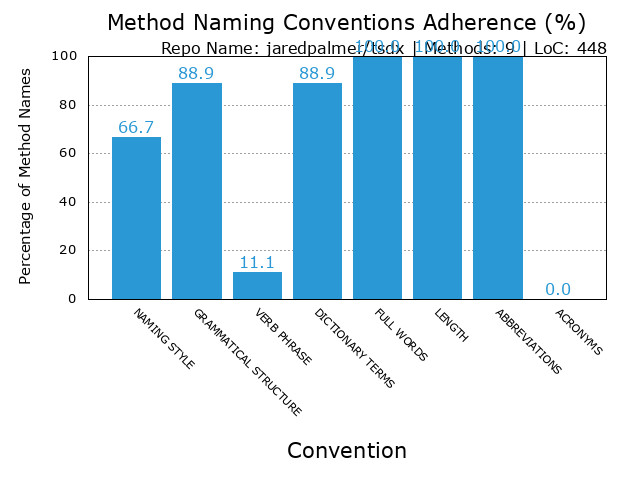 Method Naming Conventions Adherence (%)
Repo Name: jaredpalmer/tsdx | Methods: 9 | LoC: 448
Percentage of Method Names
100
80
60
40
20
0
66.7
88.9
11.1
88.9
100.0
100.0
100.0
0.0
NAMING STYLE
GRAMMATICAL STRUCTURE
VERB PHRASE
DICTIONARY TERMS
FULL WORDS
LENGTH
ABBREVIATIONS
ACRONYMS
Convention